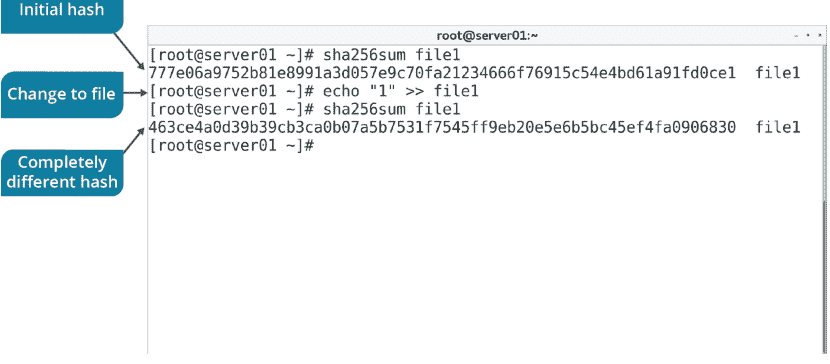 Initial hash
Change to file
Completely
different hash
root@server01:~
[root@server01 ~]# sha256sum file1
777e06a9752b81e8991a3d057e9c70fa21234666f76915c54e4bd61a91fd0ce1  file1
[root@server01 ~]# echo "1" >> file1
[root@server01 ~]# sha256sum file1
463ce4a0d39b39cb3ca0b07a5b7531f7545ff9eb20e5e6b5bc45ef4fa0906830  file1
[root@server01 ~]#